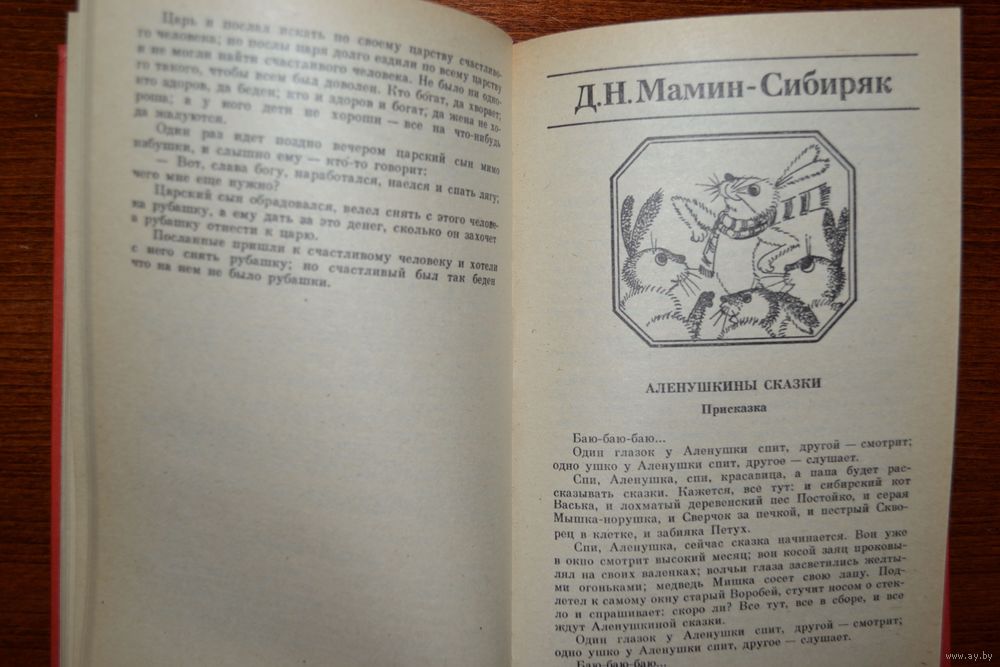 Царь и послал искать по своему царству счастливо-
го человека; но послы царя долго ездили по всему царству
и не могли найти счастливого человека. Не было ни одно-
го такого, чтобы всем был доволен. Кто богат, да хворает;
кто здоров, да беден; кто и здоров и богат, да жена не хо-
роша; а у кого дети не хороши — все на что-нибудь
да жалуются.
Один раз идет поздно вечером царский сын мимо
избушки, и слышно ему — кто-то говорит:
— Вот, слава богу, наработался, наелся и спать лягу;
чего мне еще нужно?
Царский сын обрадовался, велел снять с этого челове-
ка рубашку, а ему дать за это денег, сколько он захочет
а рубашку отнести к царю.
Посланные пришли к счастливому человеку и хотели
с него снять рубашку; но счастливый был так беден
что на нем не было рубашки.
Д.Н. Мамин-Сибиряк
АЛЕНУШКИНЫ СКАЗКИ
Присказка
Баю-баю-баю...
Один глазок у Аленушки спит, другой — смотрит;
одно ушко у Аленушки спит, другое — слушает.
Спи, Аленушка, спи, красавица, а папа будет рас-
сказывать сказки. Кажется, все тут: и сибирский кот
Васька, и лохматый деревенский пес Постойко, и серая
Мышка-норушка, и Сверчок за печкой, и пестрый Скво-
рец в клетке, и забияка Петух.
Спи, Аленушка, сейчас сказка начинается. Вон уже
в окно смотрит высокий месяц; вон косой заяц проковы-
лял на своих валенках; волчьи глаза засветились желты-
ми огоньками; медведь Мишка сосет свою лапу. Под-
летел к самому окну старый Воробей, стучит носом о стек-
ло и спрашивает: скоро ли? Все тут, все в сборе, и все
ждут Аленушкиной сказки.
Один глазок у Аленушки спит, другой — смотрит;
одно ушко у Аленушки спит, другое — слушает.
Баю-баю-баю...
www.ay.by